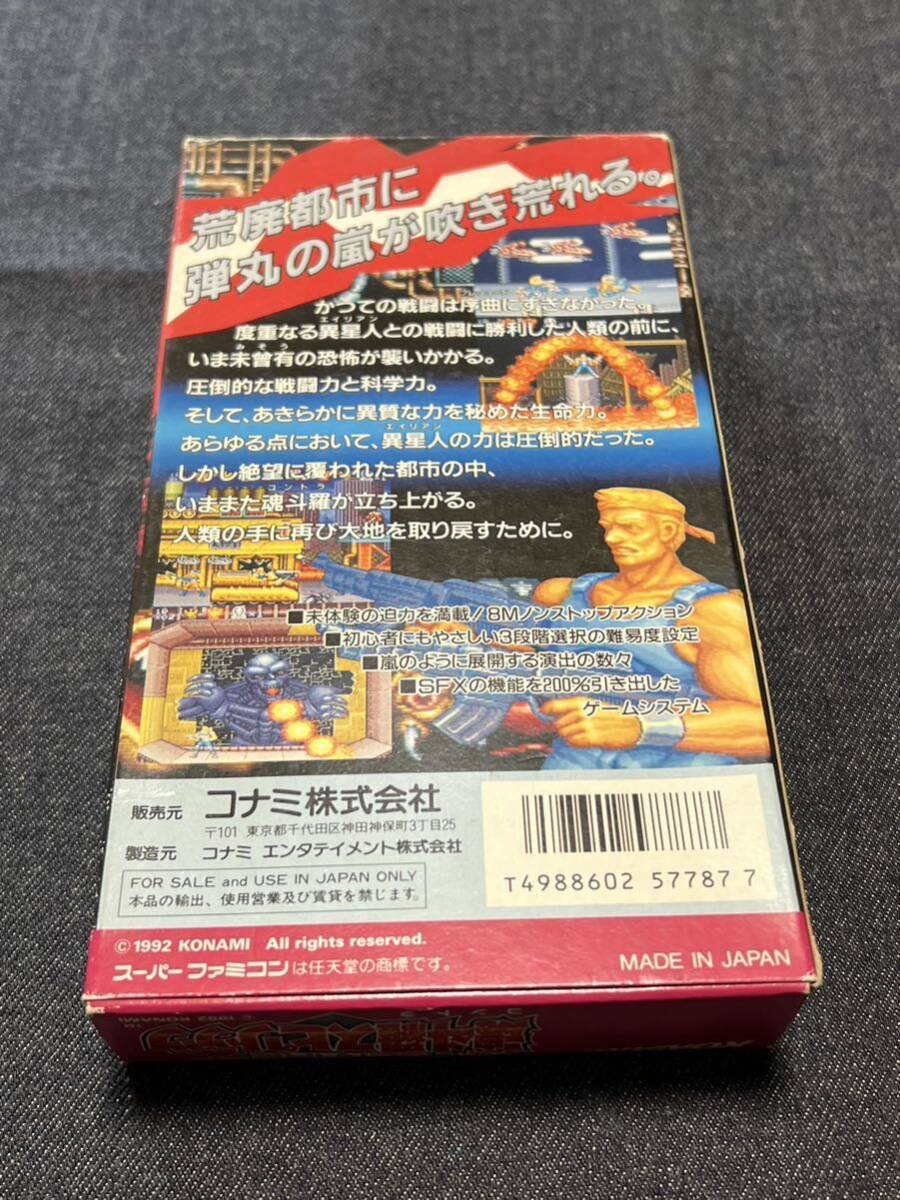 荒廃都市に
弾丸の嵐が吹き荒れる。
かつての戦闘は序曲にすぎなかった。
エイリアン
度重なる異星人との戦闘に勝利した人類の前に、
みぞう
いま未曾有の恐怖が襲いかかる。
圧倒的な戦闘力と科学力。
そして、あきらかに異質な力を秘めた生命力。
エイリアン
あらゆる点において、異星人の力は圧倒的だった。
しかし絶望に覆われた都市の中、
コントラ
いままた魂斗羅が立ち上がる。
人類の手に再び大地を取り戻すために。
■未体験の迫力を満載!8Mノンストップアクション
■初心者にもやさしい3段階選択の難易度設定
■嵐のように展開する演出の数々
■SFXの機能を200%引き出した
ゲームシステム
販売元 コナミ株式会社
〒101 東京都千代田区神田神保町3丁目25
製造元 コナミ エンタテイメント株式会社
FOR SALE and USE IN JAPAN ONLY
本品の輸出、使用営業及び賃貸を禁じます。
T4988602 57787 7
©1992 KONAMI All rights reserved.
スーパーファミコンは任天堂の商標です。
MADE IN JAPAN
コントラ
魂斗羅スピリッツ
© 1992 KONAMI